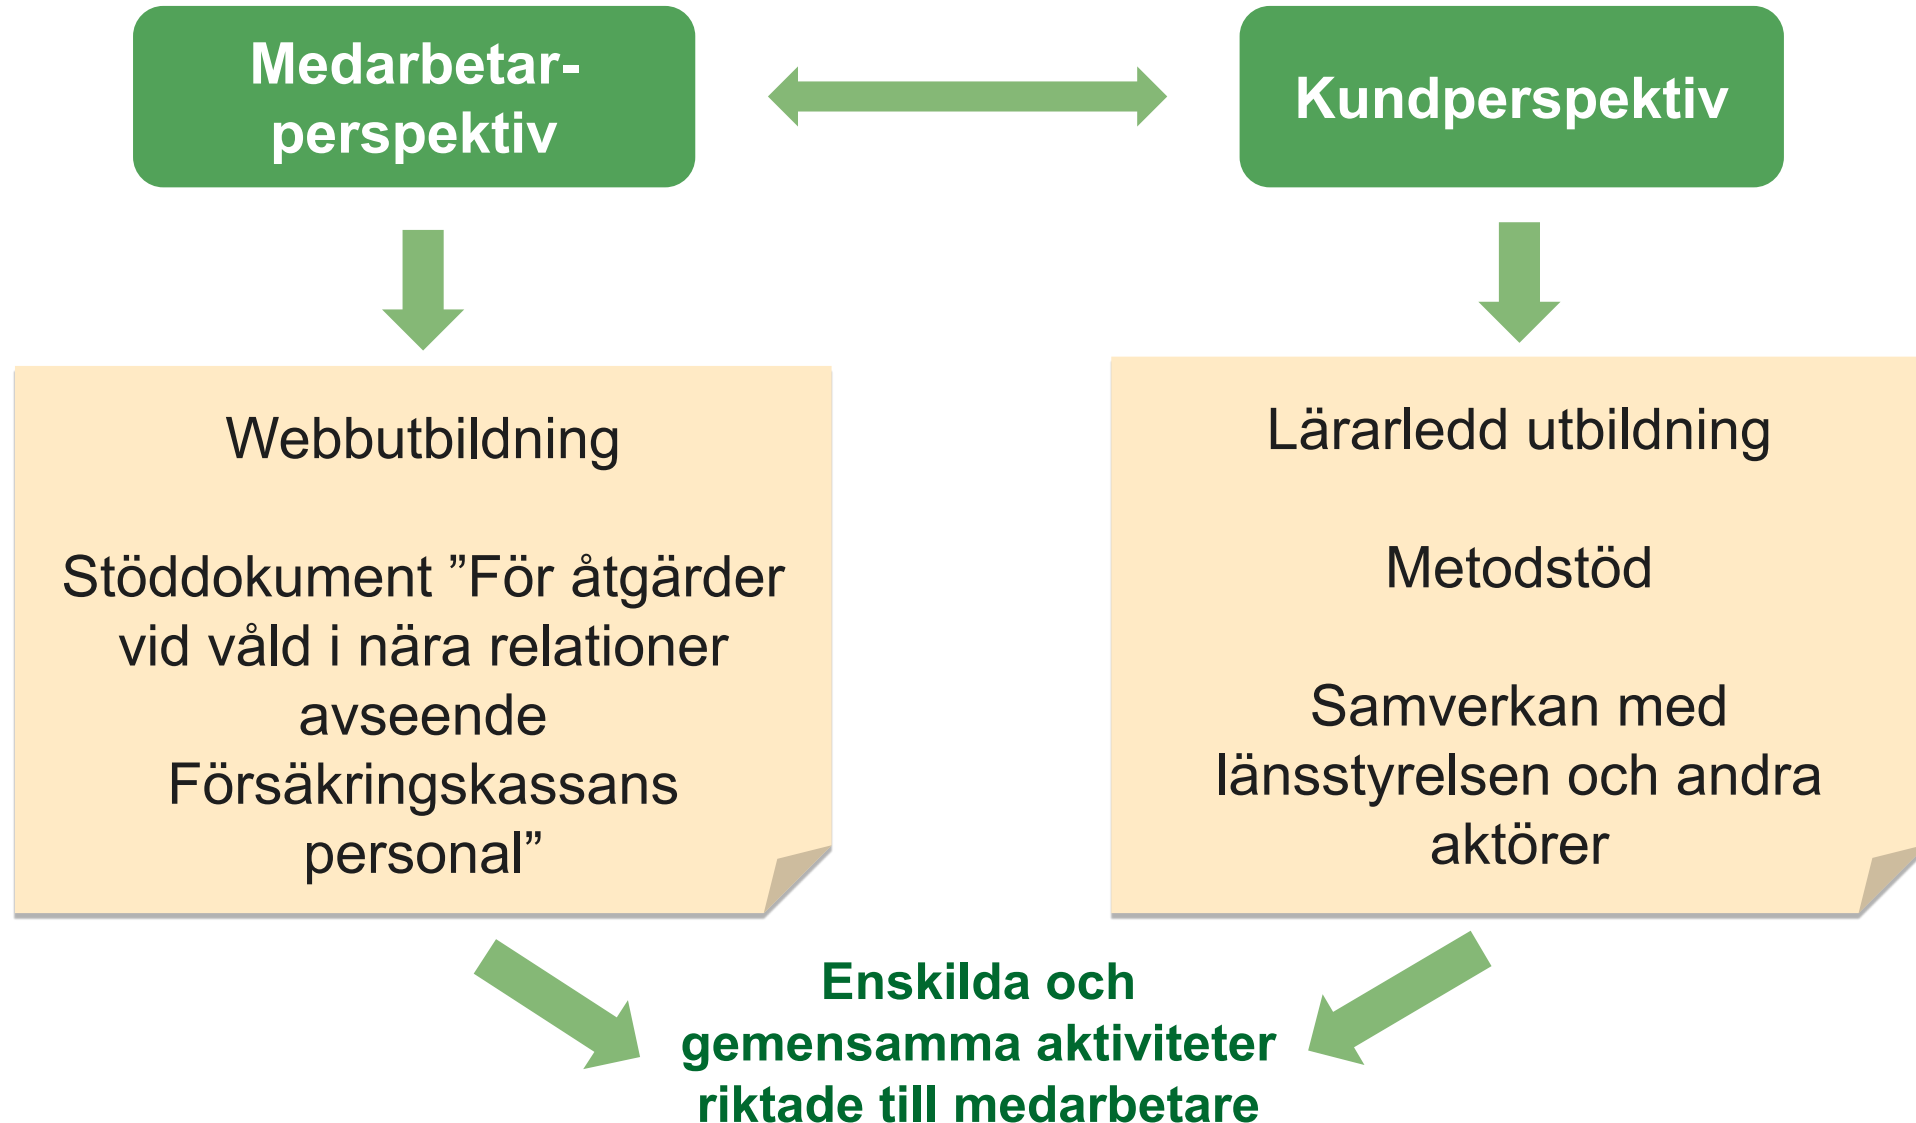 Medarbetar-
perspektiv
Kundperspektiv
Webbutbildning
Stöddokument ”För åtgärder
vid våld i nära relationer
avseende
Försäkringskassans
personal”
Lärarledd utbildning
Metodstöd
Samverkan med
länsstyrelsen och andra
aktörer
Enskilda och
gemensamma aktiviteter
riktade till medarbetare